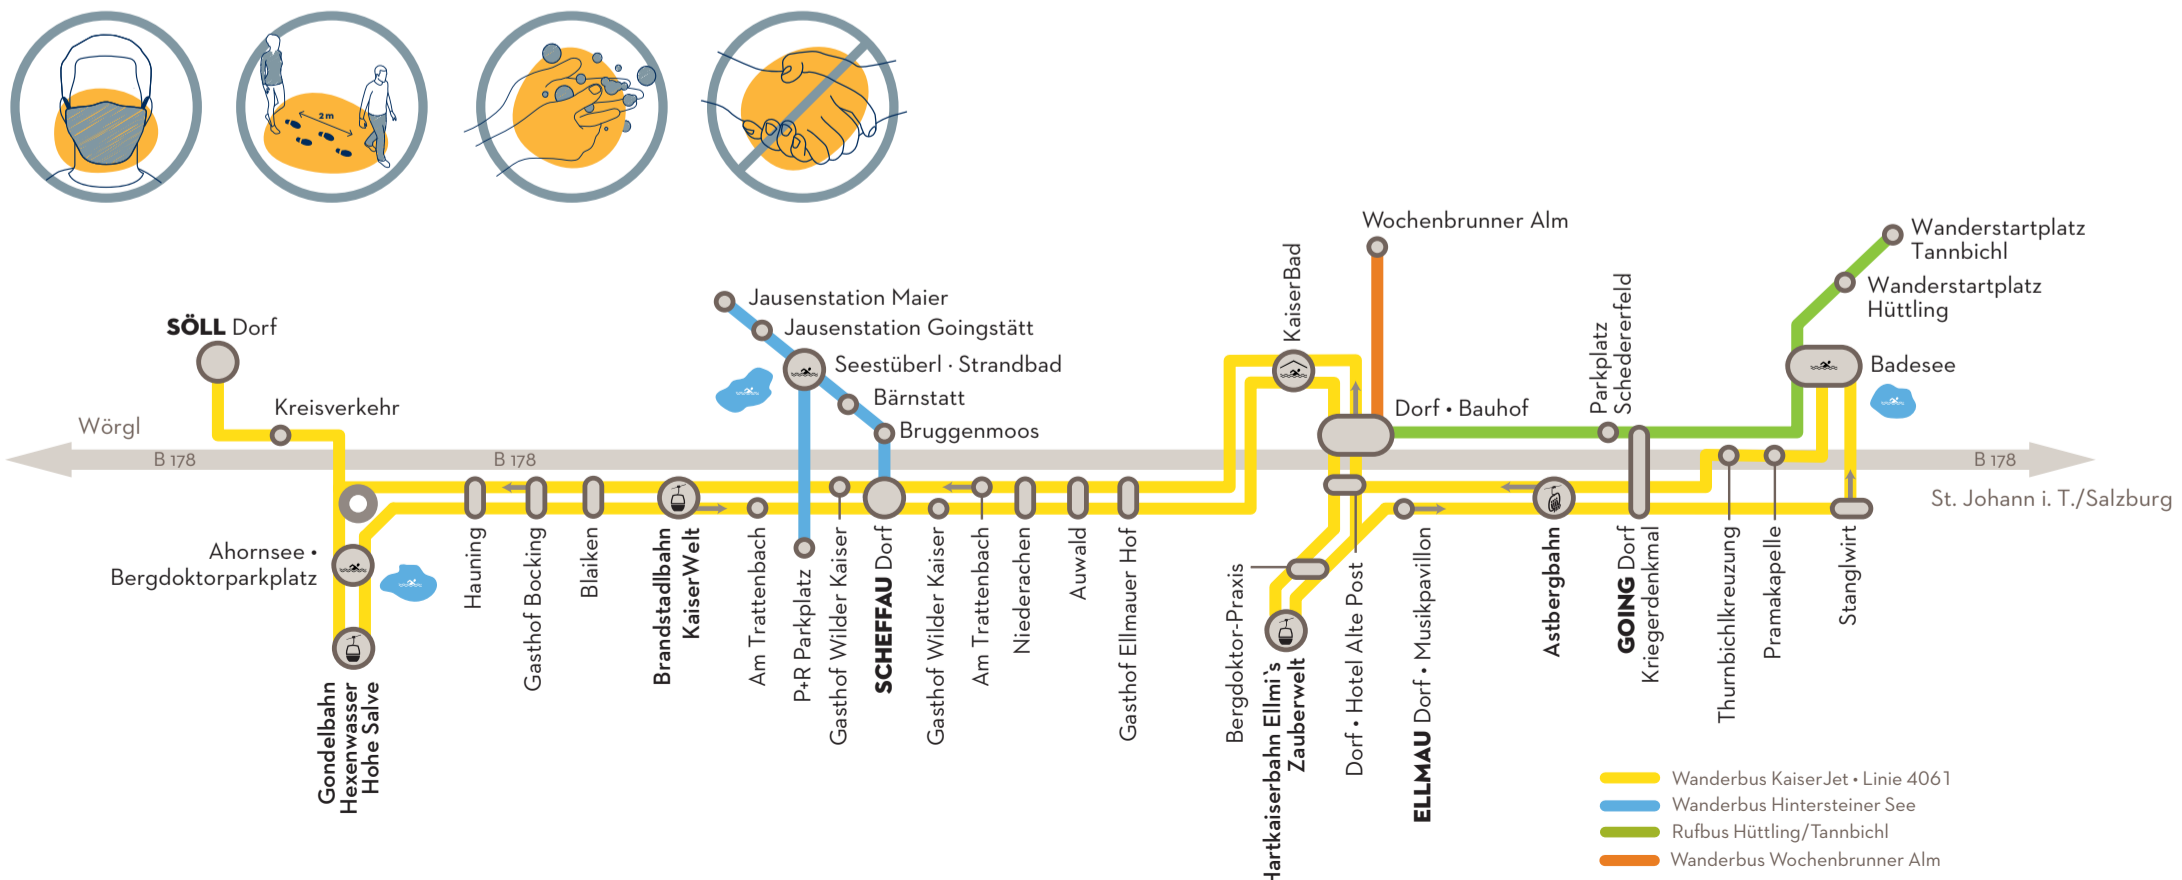 2m
Wochenbrunner Alm
Wanderstartplatz
Tannbichl
Wanderstartplatz
Hüttling
KaiserBad
Parkplatz
Schedererfeld
Jausenstation Maier
Jausenstation Goingstätt
Seestüberl · Strandbad
Bärnstatt
Bruggenmoos
SÖLL Dorf
Kreisverkehr
Badesee
Dorf • Bauhof
Wörgl
B 178
B 178
B 178
St. Johann i. T./Salzburg
Ahornsee •
Bergdoktorparkplatz
Gondelbahn
Hexenwasser
Hohe Salve
Hauning
Gasthof Bocking
Blaiken
Brandstadlbahn
KaiserWelt
Am Trattenbach
P+R Parkplatz
Gasthof Wilder Kaiser
SCHEFFAU Dorf
Gasthof Wilder Kaiser
Am Trattenbach
Niederachen
Auwald
Gasthof Ellmauer Hof
Bergdoktor-Praxis
Hartkaiserbahn Ellmi`s
Zauberwelt
Dorf • Hotel Alte Post
ELLMAU Dorf • Musikpavillon
Astbergbahn
GOING Dorf
Kriegerdenkmal
Thurnbichlkreuzung
Pramakapelle
Stanglwirt
Wanderbus KaiserJet • Linie 4061
Wanderbus Hintersteiner See
Rufbus Hüttling/Tannbichl
Wanderbus Wochenbrunner Alm